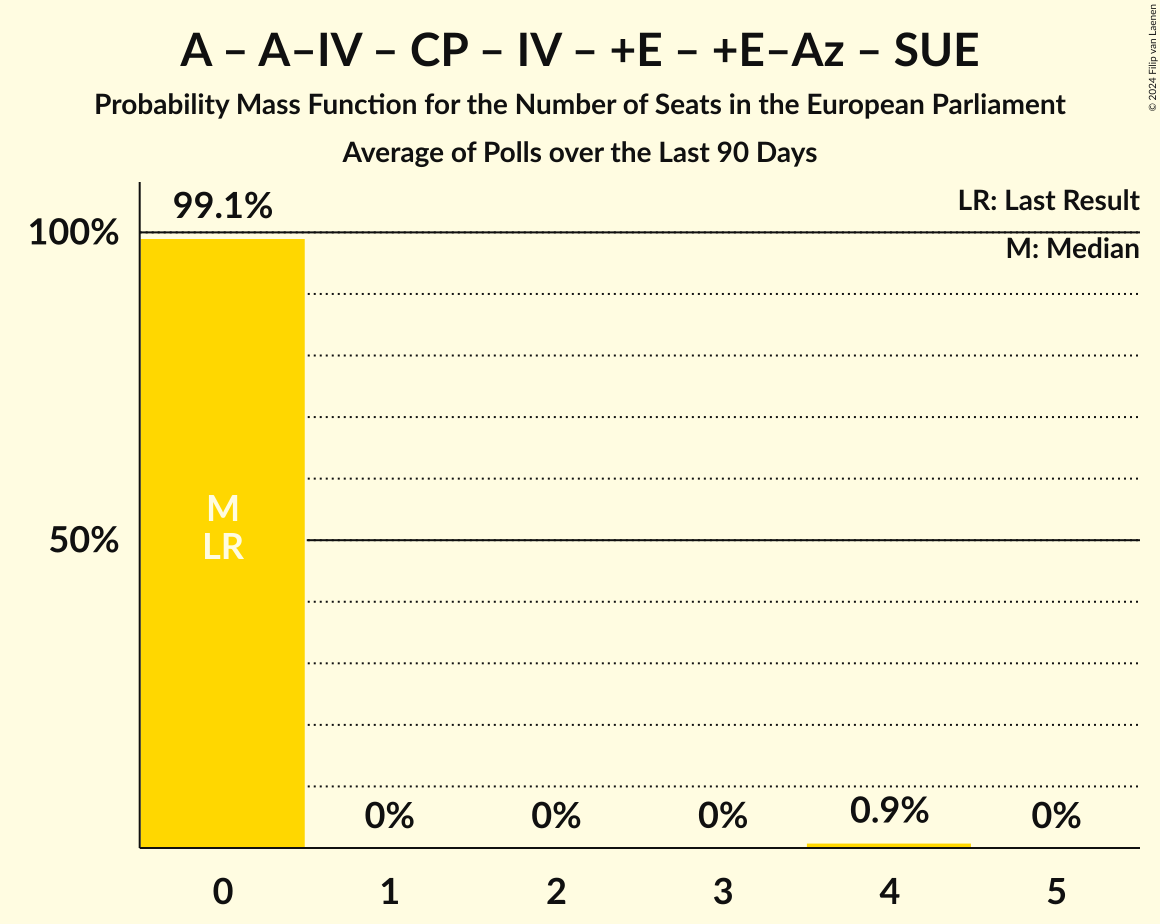 A – A–IV – CP – IV – +E – +E–Az – SUE
Probability Mass Function for the Number of Seats in the European Parliament
Average of Polls over the Last 90 Days
© 2024 Filip van Laenen
LR: Last Result
M: Median
99.1%
100%
50%
M
LR
0%
0%
0%
0.9%
0%
0
1
2
3
4
5